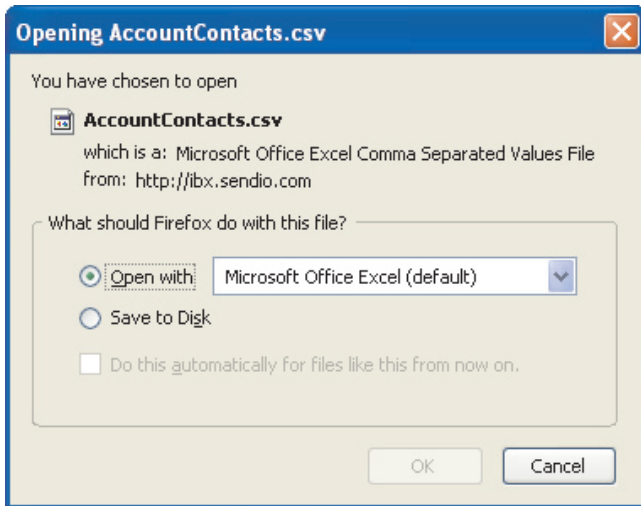 Opening AccountContacts.csv
You have chosen to open
AccountContacts.csv
which is a: Microsoft Office Excel Comma Separated Values File
from: http://ibx.sendio.com
What should Firefox do with this file?
Open with Microsoft Office Excel (default)
Save to Disk
Do this automatically for files like this from now on.
OK Cancel